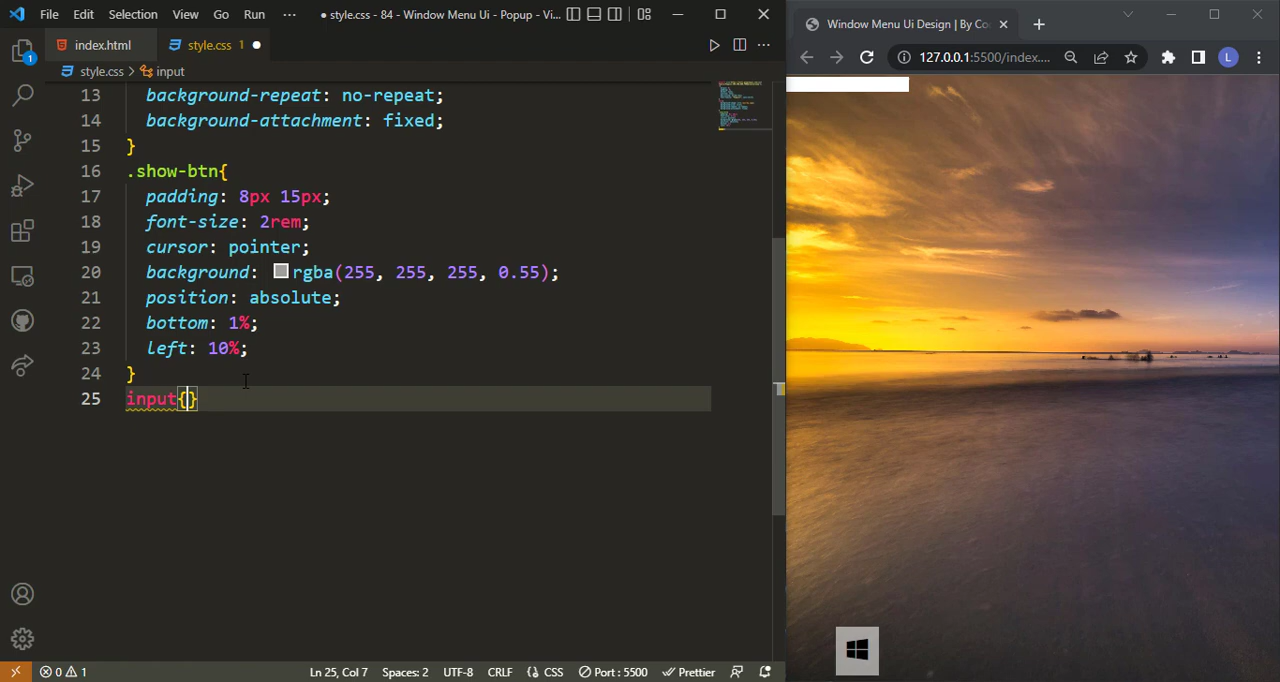 File Edit Selection View Go Run ··· ● style.css - 84 - Window Menu Ui - Popup - Vi...
index.html style.css 1 ●
style.css > input
13 background-repeat: no-repeat;
14 background-attachment: fixed;
15 }
16 .show-btn{
17 padding: 8px 15px;
18 font-size: 2rem;
19 cursor: pointer;
20 background: rgba(255, 255, 255, 0.55);
21 position: absolute;
22 bottom: 1%;
23 left: 10%;
24 }
25 input{}
1
0 1 Ln 25, Col 7 Spaces: 2 UTF-8 CRLF {} CSS Port : 5500 Prettier
Window Menu Ui Design | By Co
127.0.0.1:5500/index.... L